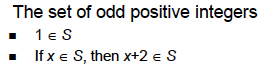 The set of odd positive integers
▪ 1 ∈ S
▪ If x ∈ S, then x+2 ∈ S